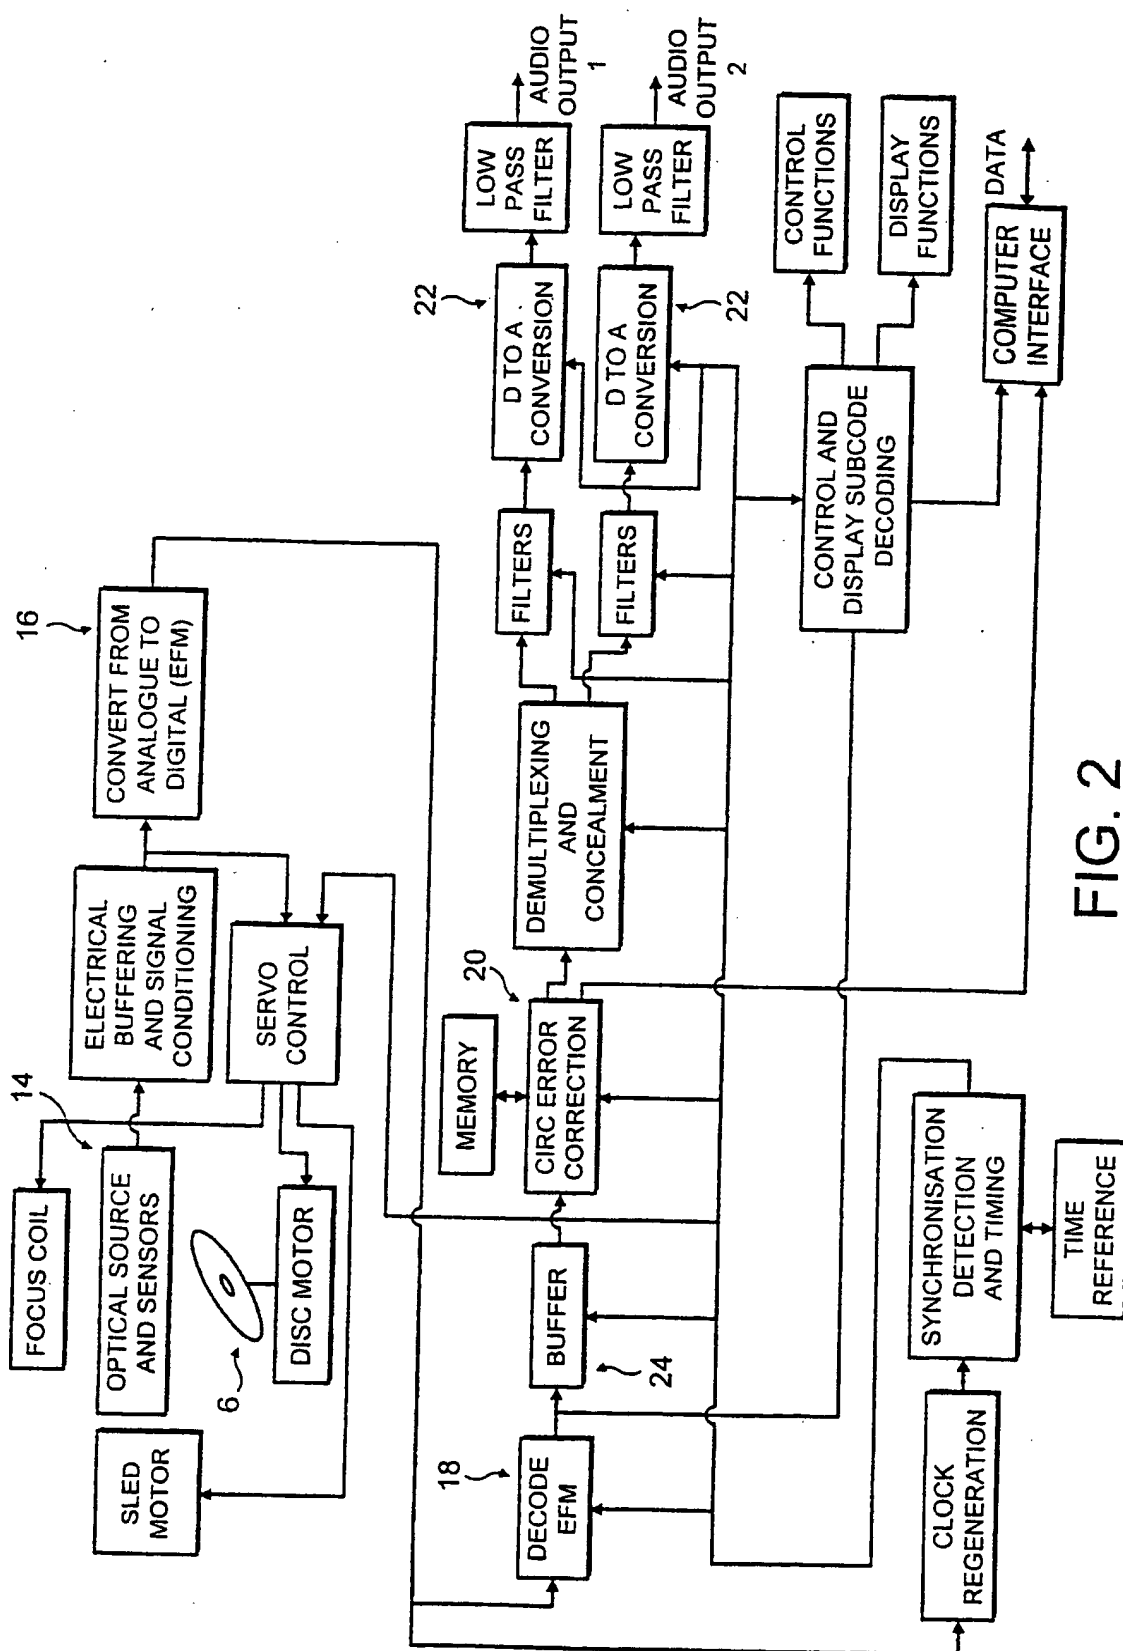 FOCUS COIL
14
OPTICAL SOURCE
AND SENSORS
ELECTRICAL
BUFFERING
AND SIGNAL
CONDITIONING
16
CONVERT FROM
ANALOGUE TO
DIGITAL (EFM)
SLED
MOTOR
6
DISC MOTOR
SERVO
CONTROL
18
DECODE
EFM
BUFFER
24
MEMORY
20
CIRC ERROR
CORRECTION
DEMULTIPLEXING
AND
CONCEALMENT
FILTERS
FILTERS
22
D TO A
CONVERSION
D TO A
CONVERSION
22
LOW
PASS
FILTER
LOW
PASS
FILTER
AUDIO
OUTPUT
1
AUDIO
OUTPUT
2
CONTROL AND
DISPLAY SUBCODE
DECODING
CONTROL
FUNCTIONS
DISPLAY
FUNCTIONS
COMPUTER
INTERFACE
DATA
CLOCK
REGENERATION
SYNCHRONISATION
DETECTION
AND TIMING
TIME
REFERENCE
FIG. 2